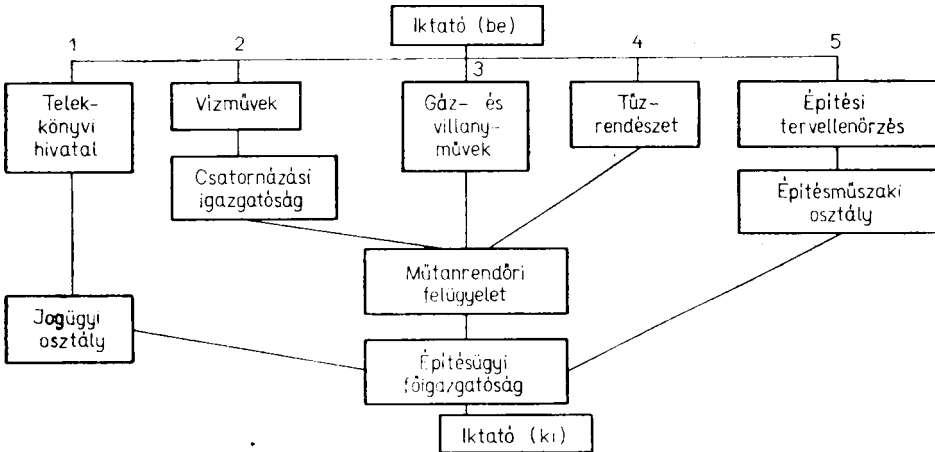 Iktató (be)
1
2
3
4
5
Telek-
könyvi
hivatal
Vízművek
Gáz- és
villany-
művek
Tűz-
rendészet
Építési
tervellenőrzés
Csatornázási
igazgatóság
Építésműszaki
osztály
Műtanrendőri
felügyelet
Jogügyi
osztály
Építésügyi
főigazgatóság
Iktató (ki)